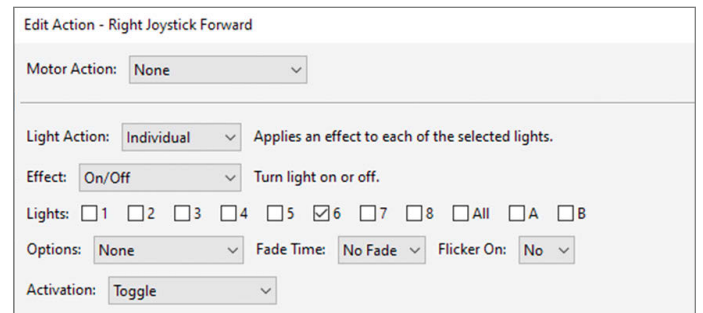 Edit Action - Right Joystick Forward
Motor Action: None
Light Action: Individual Applies an effect to each of the selected lights.
Effect: On/Off Turn light on or off.
Lights: 1 2 3 4 5 6 7 8 All A B
Options: None Fade Time: No Fade Flicker On: No
Activation: Toggle